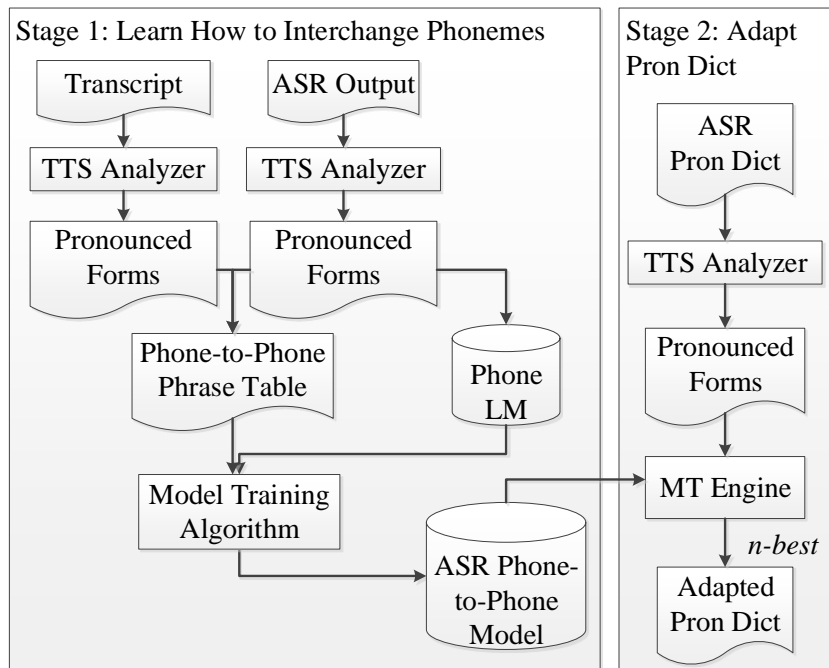 Stage 1: Learn How to Interchange Phonemes
Transcript
ASR Output
TTS Analyzer
TTS Analyzer
Pronounced
Forms
Pronounced
Forms
Phone-to-Phone
Phrase Table
Phone
LM
Model Training
Algorithm
ASR Phone-
to-Phone
Model
Stage 2: Adapt
Pron Dict
ASR
Pron Dict
TTS Analyzer
Pronounced
Forms
MT Engine
n-best
Adapted
Pron Dict